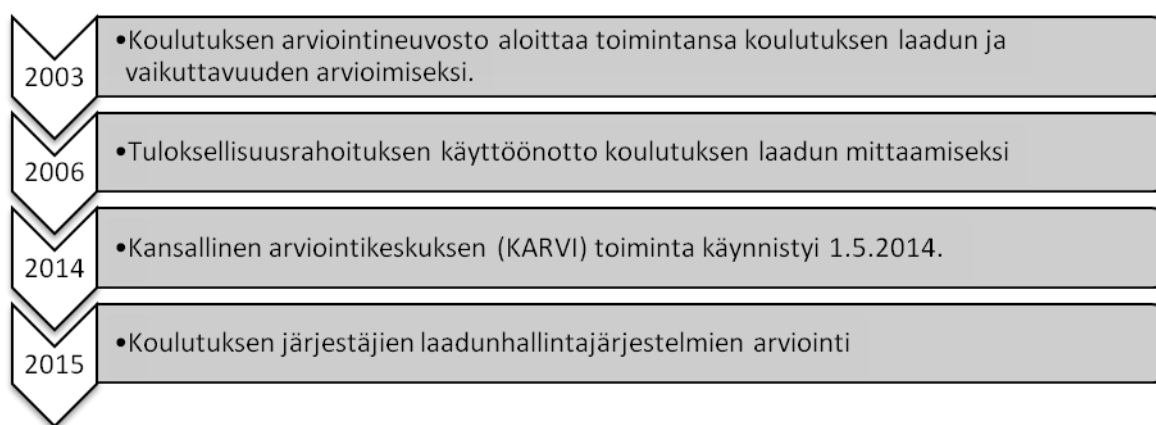 2003
•Koulutuksen arviointineuvosto aloittaa toimintansa koulutuksen laadun ja
vaikuttavuuden arvioimiseksi.
2006
•Tuloksellisuusrahoituksen käyttöönotto koulutuksen laadun mittaamiseksi
2014
•Kansallinen arviointikeskuksen (KARVI) toiminta käynnistyi 1.5.2014.
2015
•Koulutuksen järjestäjien laadunhallintajärjestelmien arviointi